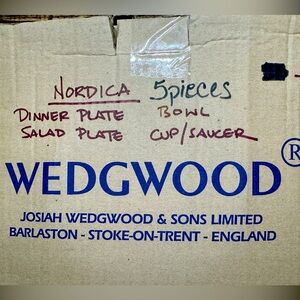 NORDICA 5pieces
DINNER PLATE BOWL
SALAD PLATE CUP/SAUCER
WEDGWOOD®
JOSIAH WEDGWOOD & SONS LIMITED
BARLASTON - STOKE-ON-TRENT - ENGLAND